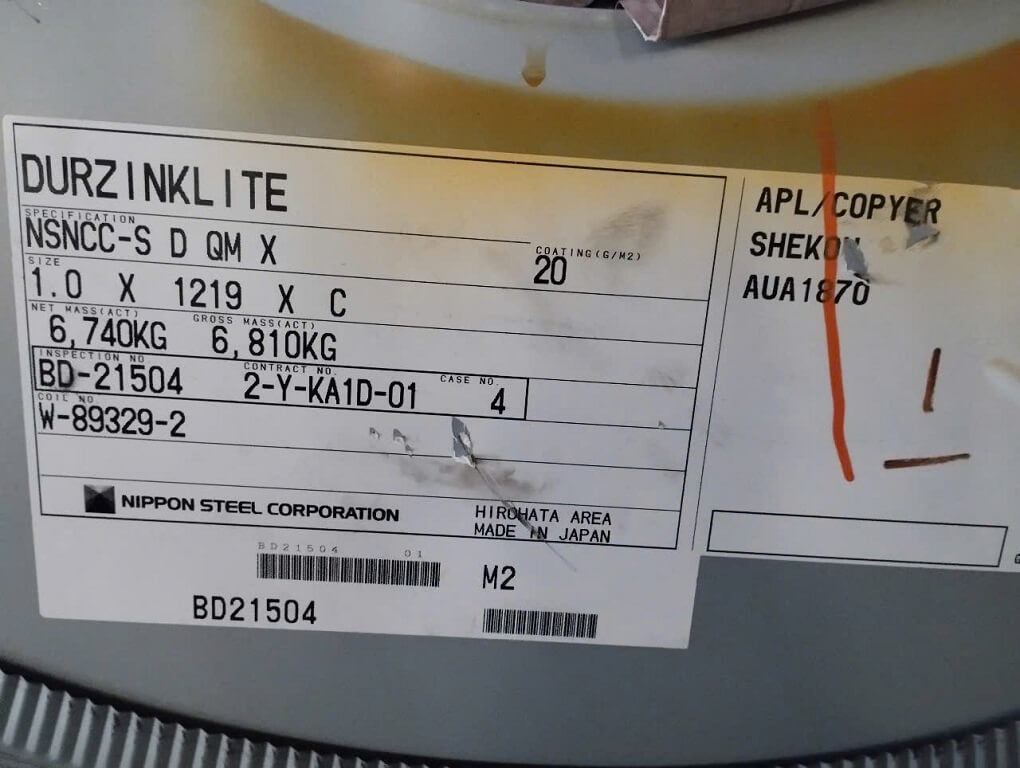 DURZINKLITE
SPECIFICATION
NSNCC-S D QM X
COATING(G/M2)
20
SIZE
1.0 X 1219 X C
NET MASS(ACT) GROSS MASS(ACT)
6,740KG 6,810KG
INSPECTION NO. CONTRACT NO. CASE NO.
BD-21504 2-Y-KA1D-01 4
COIL NO.
W-89329-2
NIPPON STEEL CORPORATION
HIROHATA AREA
MADE IN JAPAN
BD21504 01
BD21504
M2
APL/COPYER
SHEKOU
AUA1870